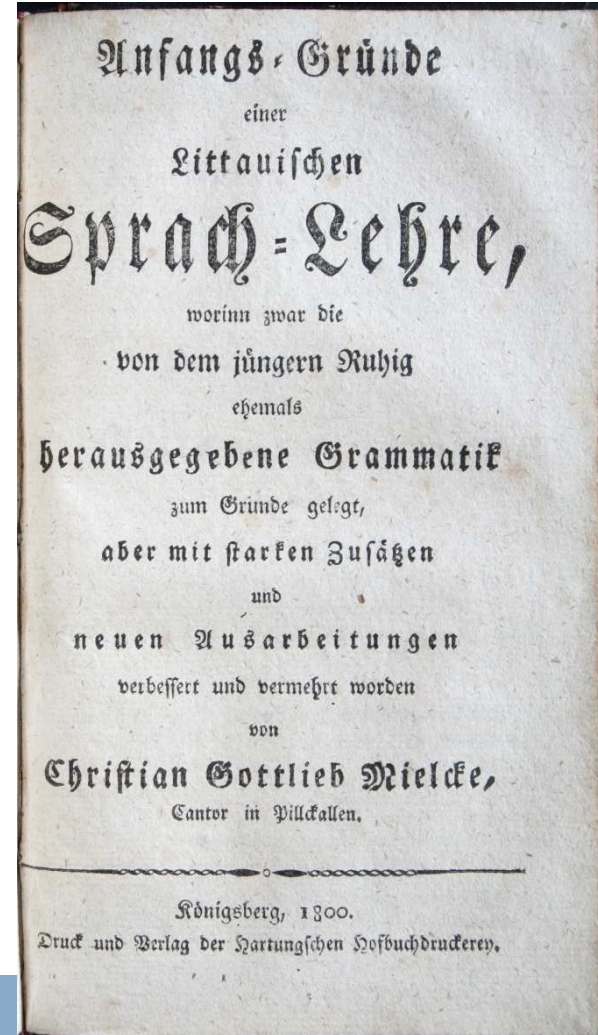 Anfangs-Gründe
einer
Littauischen
Sprach-Lehre,
worinn zwar die
von dem jüngern Ruhig
ehemals
herausgegebene Grammatik
zum Grunde gelegt,
aber mit starken Zusätzen
und
neuen Ausarbeitungen
verbessert und vermehrt worden
von
Christian Gottlieb Mielcke,
Cantor in Pillckallen.
Königsberg, 1800.
Druck und Verlag der Hartungschen Hofbuchdruckerey.